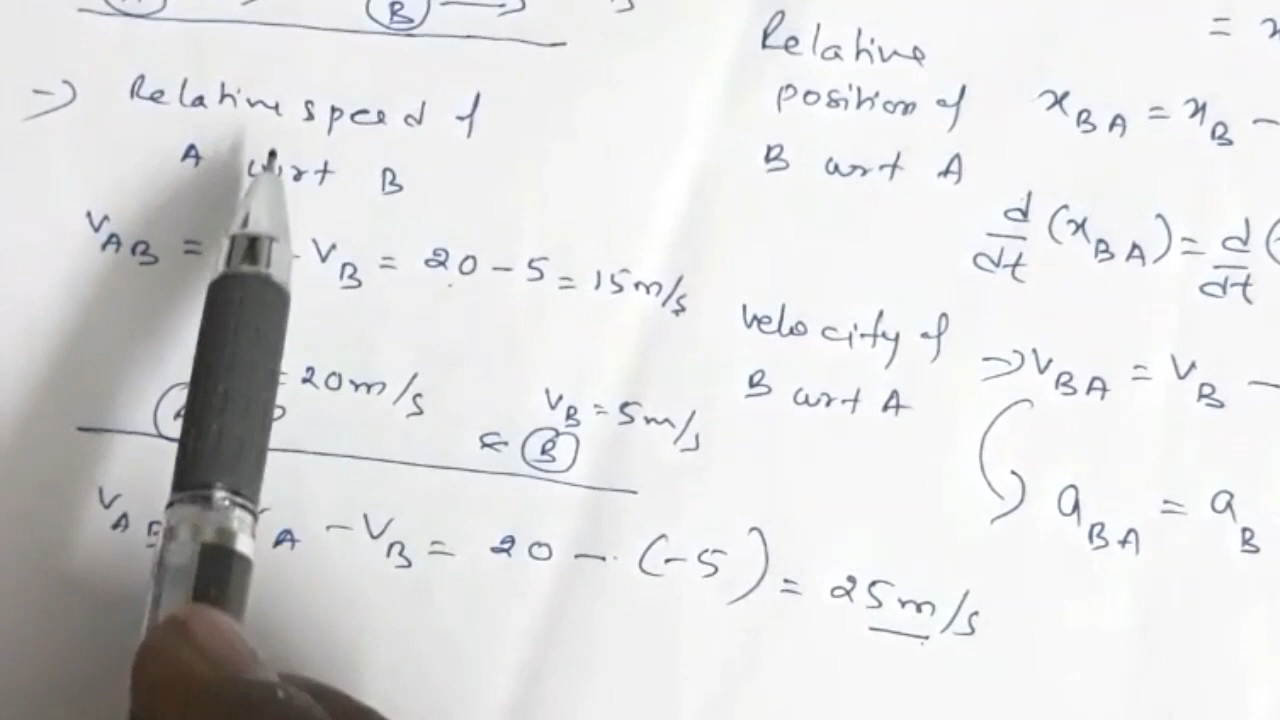 B
→ Relative speed of
A wrt B
V_AB = - V_B = 20 - 5 = 15 m/s
= 20 m/s
V_B = 5 m/s
← B
V_A - V_B = 20 - (-5) = 25 m/s
=
Relative
position of
B wrt A
x_BA = x_B -
d/dt (x_BA) = d/dt (
velocity of
B wrt A
⇒ V_BA = V_B -
a_BA = a_B